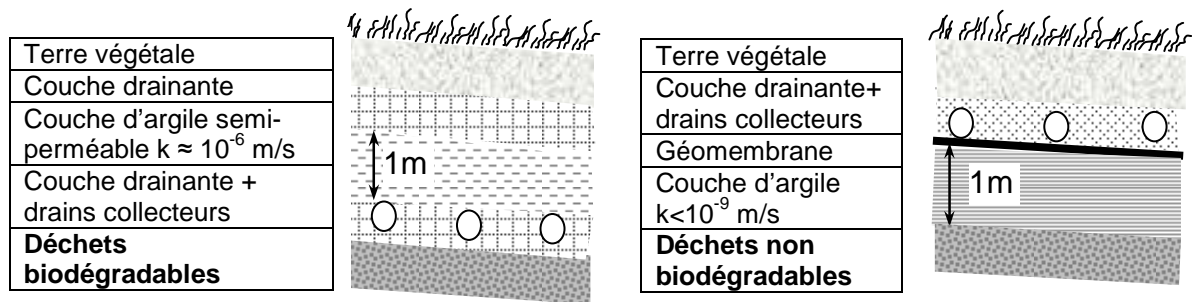 Terre végétale
Couche drainante
Couche d'argile semi-
perméable k ≈ 10⁻⁶ m/s
Couche drainante +
drains collecteurs
Déchets
biodégradables
1m
Terre végétale
Couche drainante+
drains collecteurs
Géomembrane
Couche d'argile
k<10⁻⁹ m/s
Déchets non
biodégradables
1m